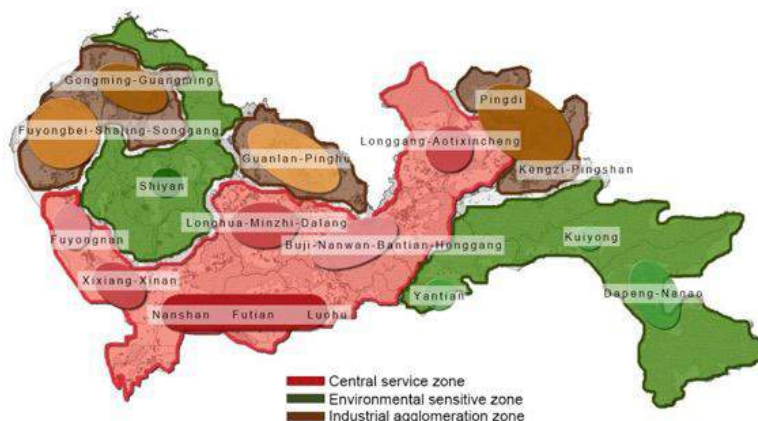 Gongming-Guangming
Pingdi
Fuyongbei-Shajing-Songgang
Longgang-Aotixincheng
Guanlan-Pinghu
Kengzi-Pingshan
Shiyan
Longhua-Minzhi-Dalang
Fuyongnan
Buji-Nanwan-Bantian-Honggang
Kuiyong
Xixiang-Xinan
Yantian
Dapeng-Nanao
Nanshan Futian Luohu
Central service zone
Environmental sensitive zone
Industrial agglomeration zone